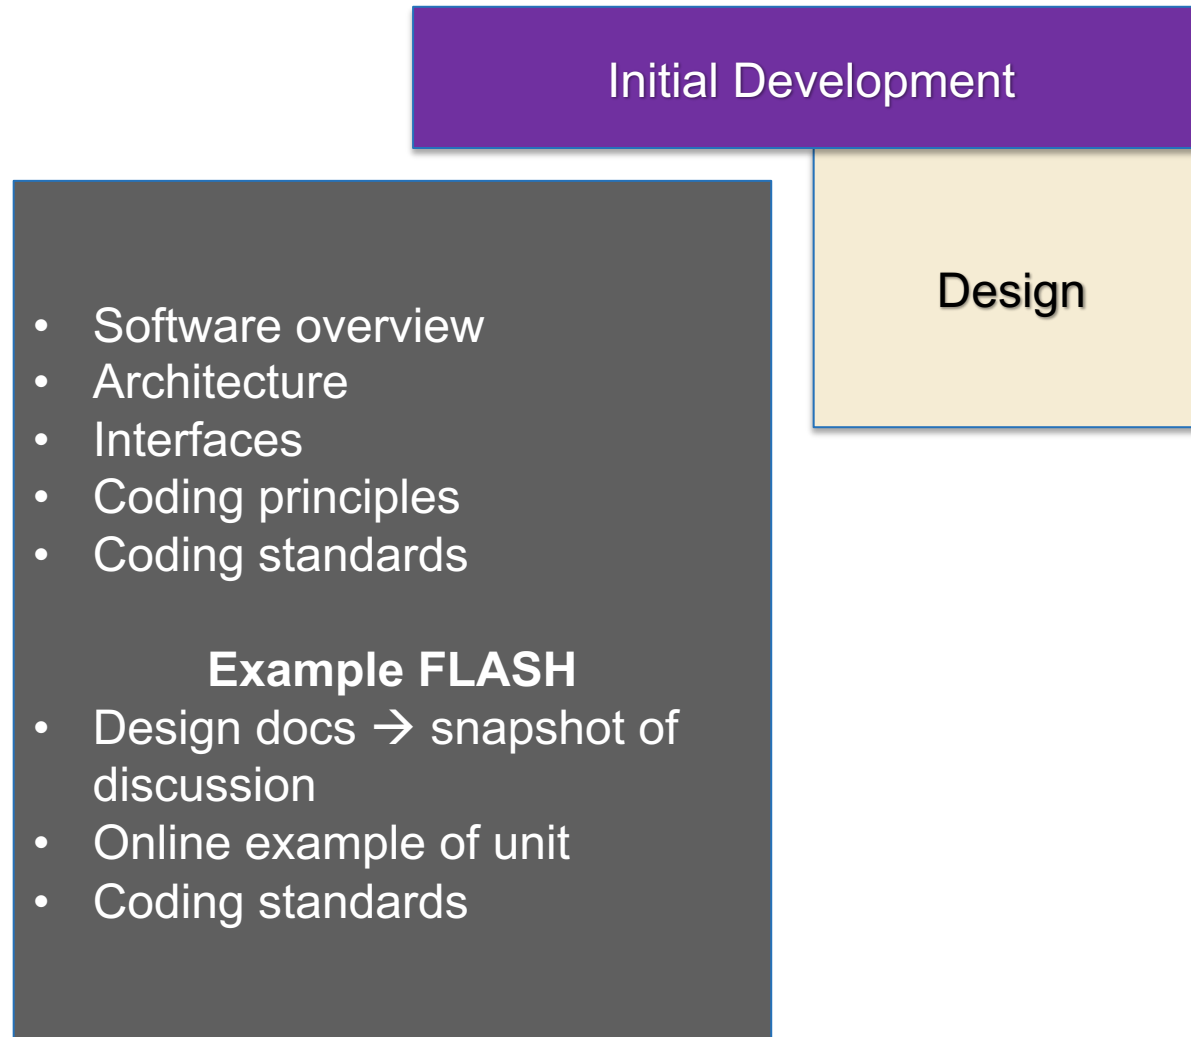 Initial Development
Design
• Software overview
• Architecture
• Interfaces
• Coding principles
• Coding standards
Example FLASH
• Design docs → snapshot of
discussion
• Online example of unit
• Coding standards